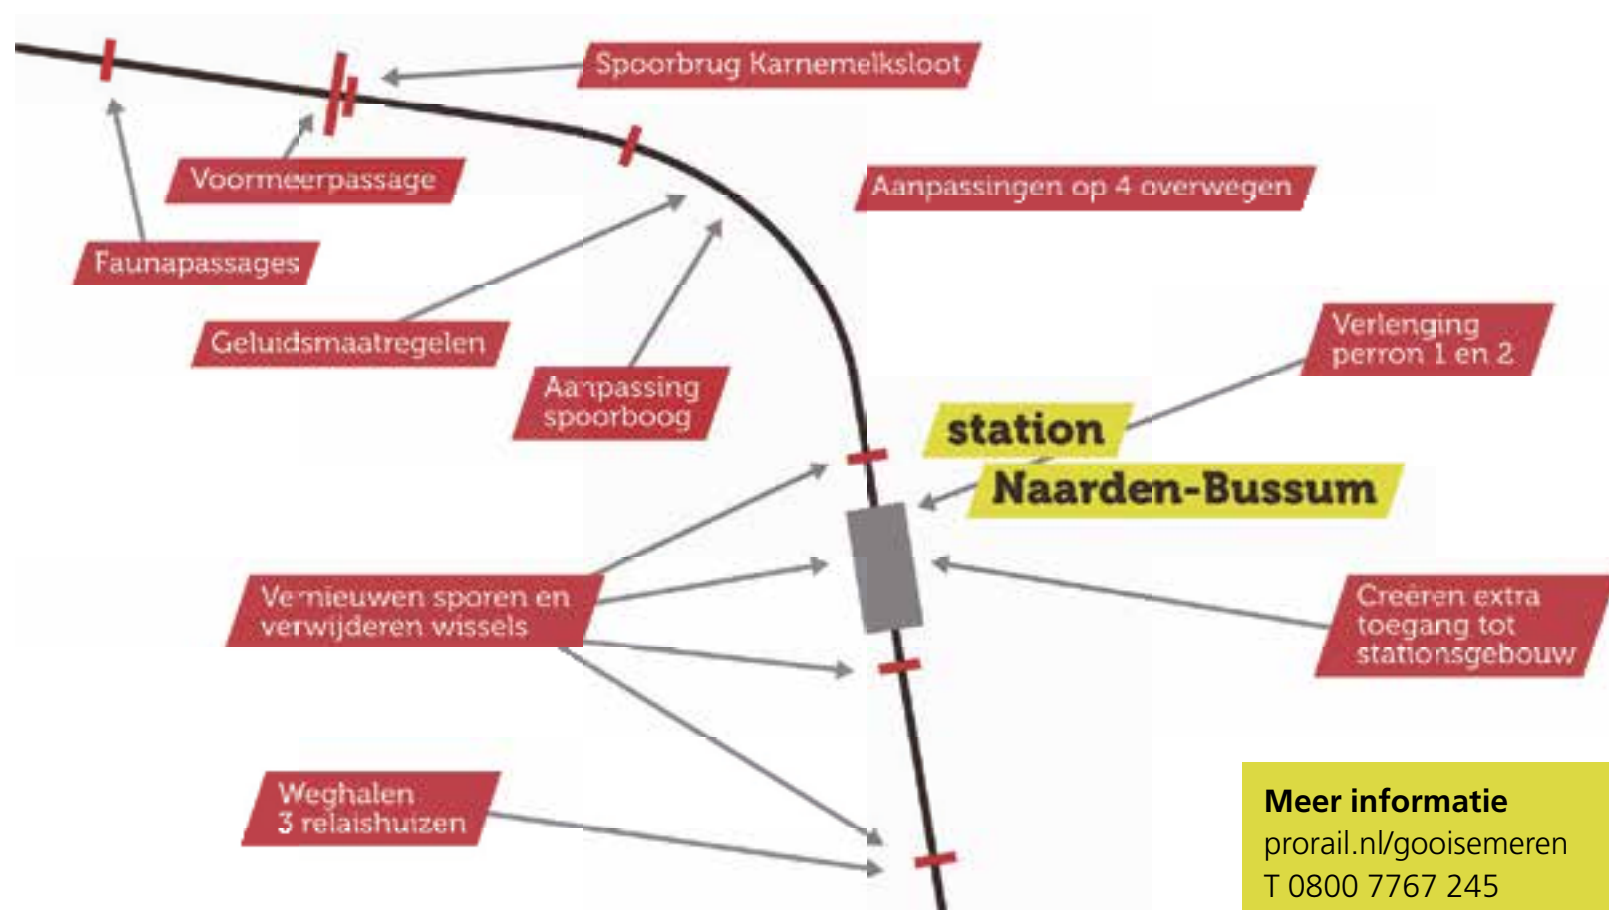 Spoorbrug Karnemelksloot
Voormeerpassage
Aanpassingen op 4 overwegen
Faunapassages
Geluidsmaatregelen
Aanpassing
spoorboog
Verlenging
perron 1 en 2
station
Naarden-Bussum
Vernieuwen sporen en
verwijderen wissels
Creëren extra
toegang tot
stationsgebouw
Weghalen
3 relaishuizen
Meer informatie
prorail.nl/gooisemeren
T 0800 7767 245